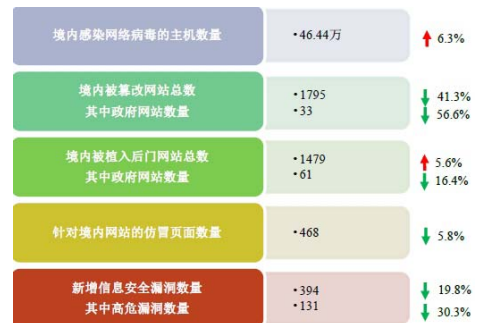 境内感染网络病毒的主机数量
•46.44万
6.3%
境内被篡改网站总数
其中政府网站数量
•1795
•33
41.3%
56.6%
境内被植入后门网站总数
其中政府网站数量
•1479
•61
5.6%
16.4%
针对境内网站的仿冒页面数量
•468
5.8%
新增信息安全漏洞数量
其中高危漏洞数量
•394
•131
19.8%
30.3%